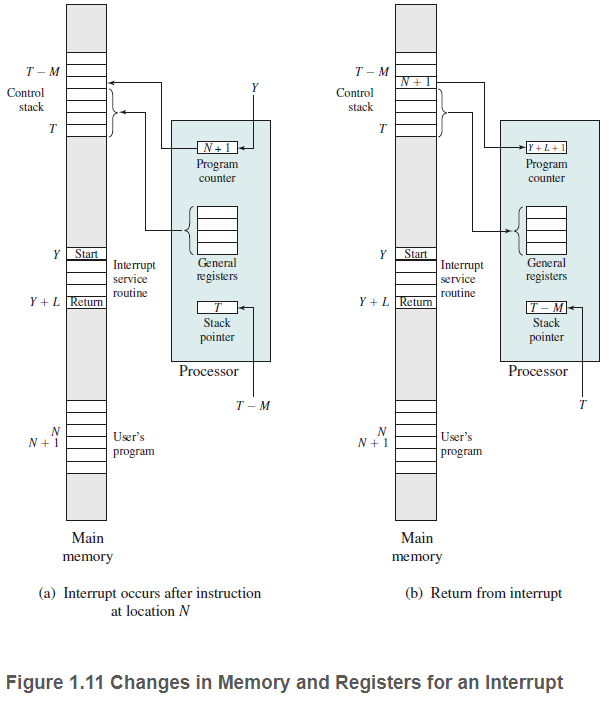 T – M
Control
stack
T
Y
N + 1
Program
counter
Y
Start
Interrupt
service
routine
General
registers
Y + L
Return
T
Stack
pointer
Processor
T – M
N
N + 1
User's
program
Main
memory
(a) Interrupt occurs after instruction
at location N
T – M
N + 1
Control
stack
T
Y + L + 1
Program
counter
Y
Start
Interrupt
service
routine
General
registers
Y + L
Return
T – M
Stack
pointer
Processor
T
N
N + 1
User's
program
Main
memory
(b) Return from interrupt
Figure 1.11 Changes in Memory and Registers for an Interrupt